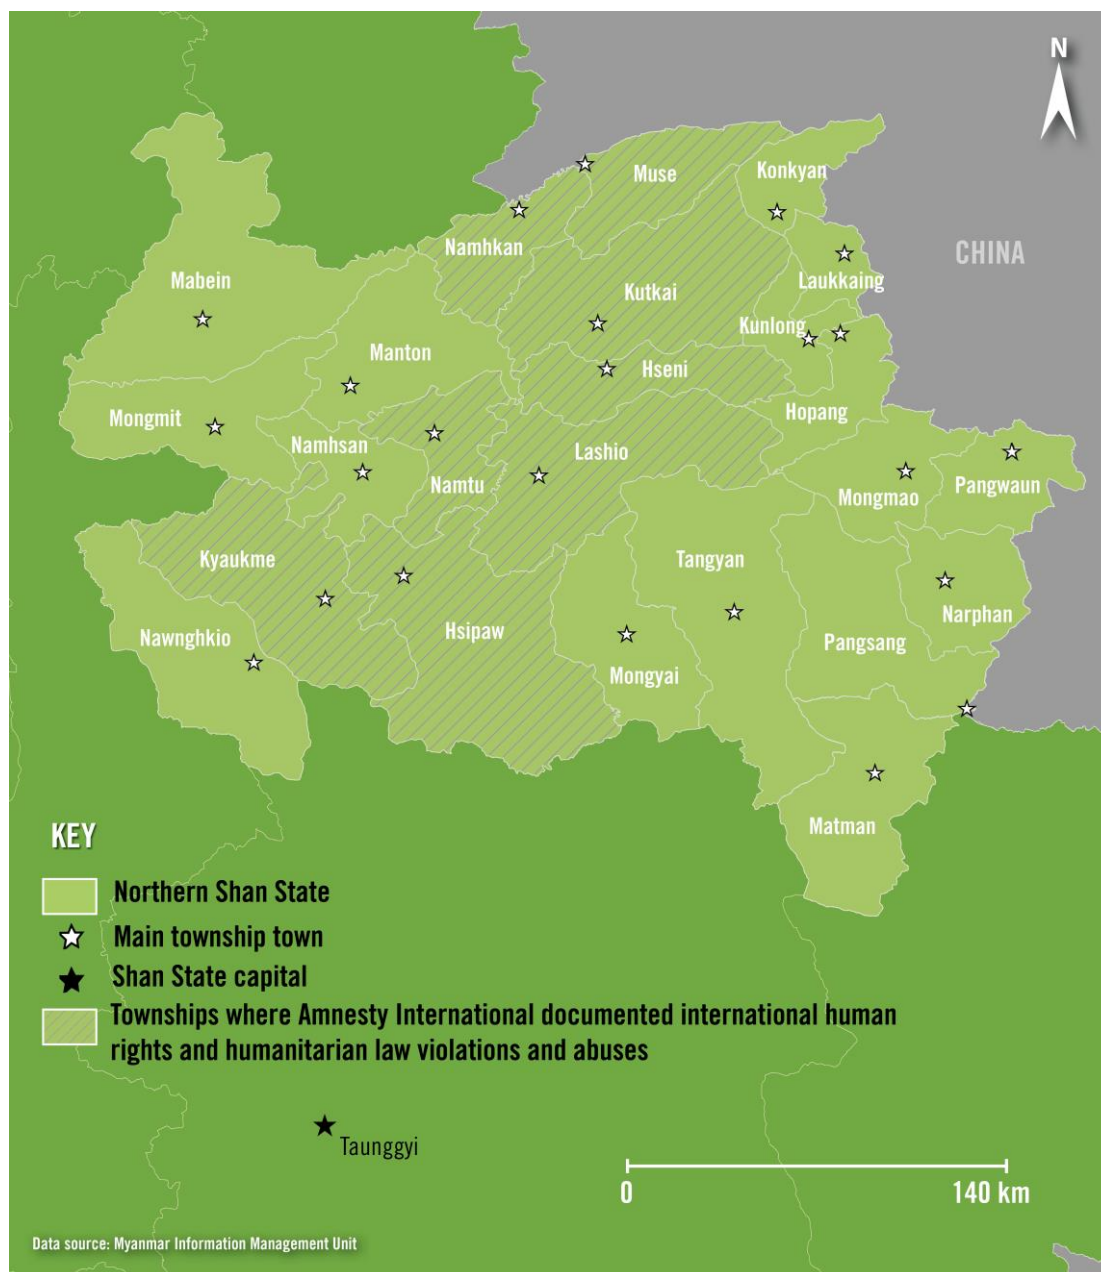 N
Muse
Konkyan
Namhkan
CHINA
Mabein
Laukkaing
Kutkai
Kunlong
Manton
Hseni
Mongmit
Hopang
Namhsan
Lashio
Namtu
Mongmao
Pangwaun
Kyaukme
Tangyan
Narphan
Nawnghkio
Hsipaw
Pangsang
Mongyai
Matman
KEY
Northern Shan State
Main township town
Shan State capital
Townships where Amnesty International documented international human
rights and humanitarian law violations and abuses
Taunggyi
0
140 km
Data source: Myanmar Information Management Unit